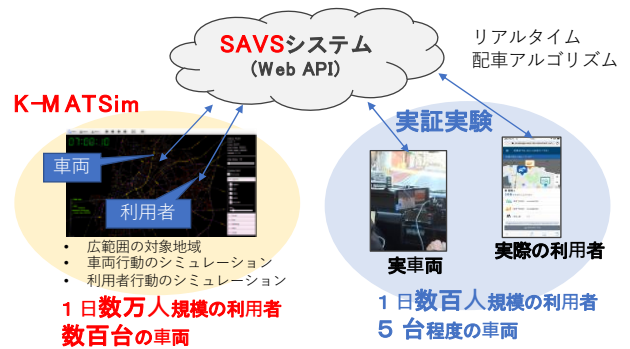 SAVSシステム
(Web API)
リアルタイム
配車アルゴリズム
K-MATSim
07:00:10
車両
利用者
• 広範囲の対象地域
• 車両行動のシミュレーション
• 利用者行動のシミュレーション
1日数万人規模の利用者
数百台の車両
実証実験
実車両
実際の利用者
1日数百人規模の利用者
5台程度の車両